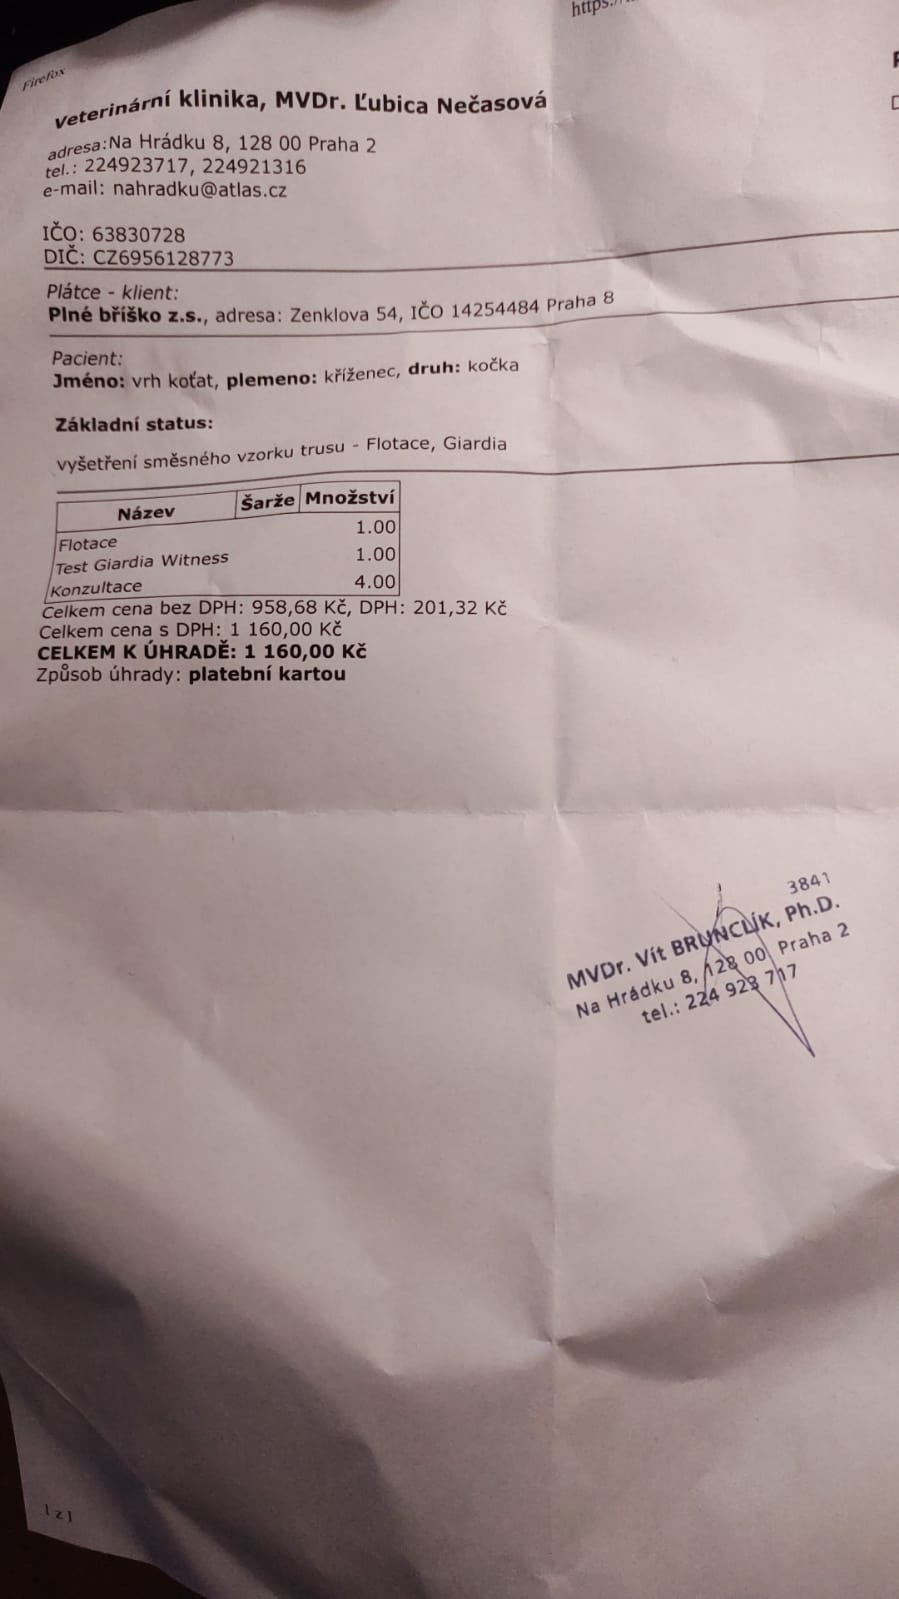 Firefox
Veterinární klinika, MVDr. Ľubica Nečasová
adresa:Na Hrádku 8, 128 00 Praha 2
tel.: 224923717, 224921316
e-mail: nahradku@atlas.cz
IČO: 63830728
DIČ: CZ6956128773
Plátce - klient:
Plné bříško z.s., adresa: Zenklova 54, IČO 14254484 Praha 8
Pacient:
Jméno: vrh koťat, plemeno: kříženec, druh: kočka
Základní status:
vyšetření směsného vzorku trusu - Flotace, Giardia
Název Šarže Množství
Flotace 1.00
Test Giardia Witness 1.00
Konzultace 4.00
Celkem cena bez DPH: 958,68 Kč, DPH: 201,32 Kč
Celkem cena s DPH: 1 160,00 Kč
CELKEM K ÚHRADĚ: 1 160,00 Kč
Způsob úhrady: platební kartou
3841
MVDr. Vít BRUNCLÍK, Ph.D.
Na Hrádku 8, 128 00 Praha 2
tel.: 224 923 717
1 z 1